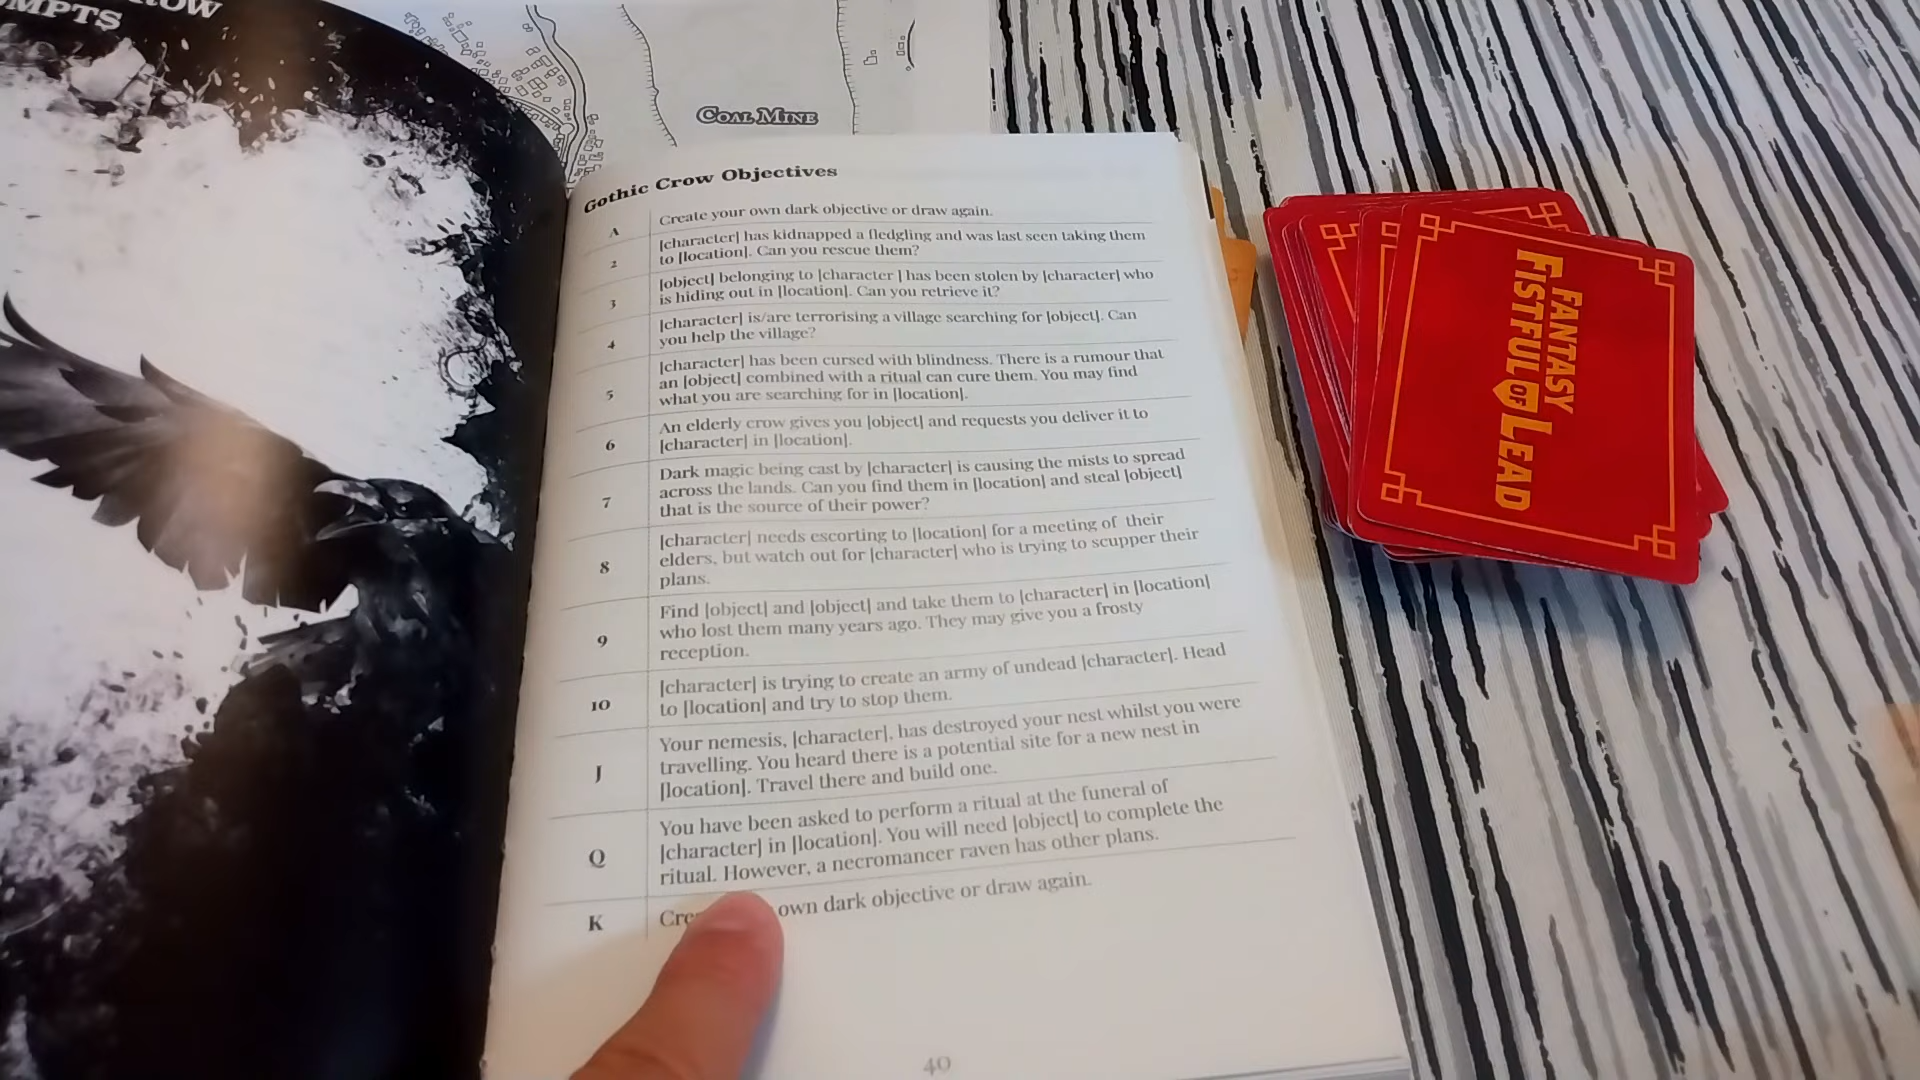 ROW
MPTS
COAL MINE
Gothic Crow Objectives
A
Create your own dark objective or draw again.
2
[character] has kidnapped a fledgling and was last seen taking them
to [location]. Can you rescue them?
3
[object] belonging to [character ] has been stolen by [character] who
is hiding out in [location]. Can you retrieve it?
4
[character] is/are terrorising a village searching for [object]. Can
you help the village?
5
[character] has been cursed with blindness. There is a rumour that
an [object] combined with a ritual can cure them. You may find
what you are searching for in [location].
6
An elderly crow gives you [object] and requests you deliver it to
[character] in [location].
7
Dark magic being cast by [character] is causing the mists to spread
across the lands. Can you find them in [location] and steal [object]
that is the source of their power?
8
[character] needs escorting to [location] for a meeting of their
elders, but watch out for [character] who is trying to scupper their
plans.
9
Find [object] and [object] and take them to [character] in [location]
who lost them many years ago. They may give you a frosty
reception.
10
[character] is trying to create an army of undead [character]. Head
to [location] and try to stop them.
J
Your nemesis, [character], has destroyed your nest whilst you were
travelling. You heard there is a potential site for a new nest in
[location]. Travel there and build one.
Q
You have been asked to perform a ritual at the funeral of
[character] in [location]. You will need [object] to complete the
ritual. However, a necromancer raven has other plans.
K
Cre own dark objective or draw again.
40
FANTASY
FISTFUL OF LEAD